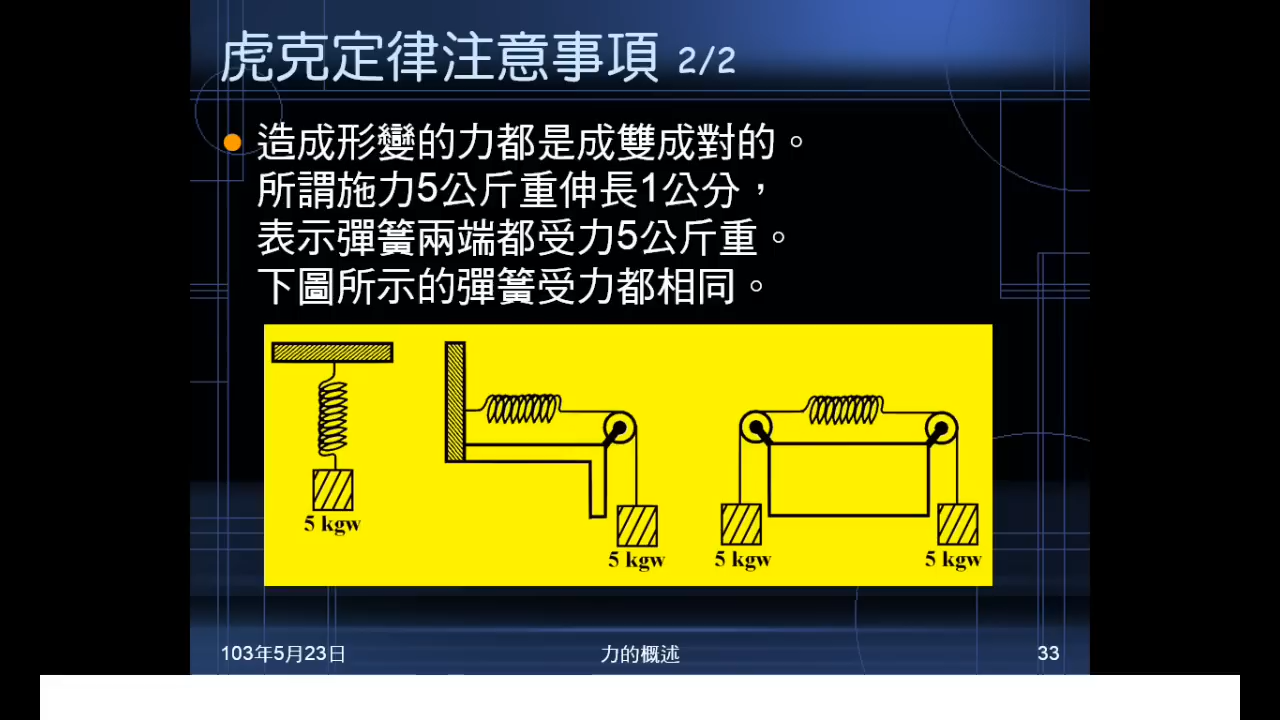 虎克定律注意事項 2/2
造成形變的力都是成雙成對的。
所謂施力5公斤重伸長1公分，
表示彈簧兩端都受力5公斤重。
下圖所示的彈簧受力都相同。
5 kgw
5 kgw
5 kgw
5 kgw
103年5月23日
力的概述
33